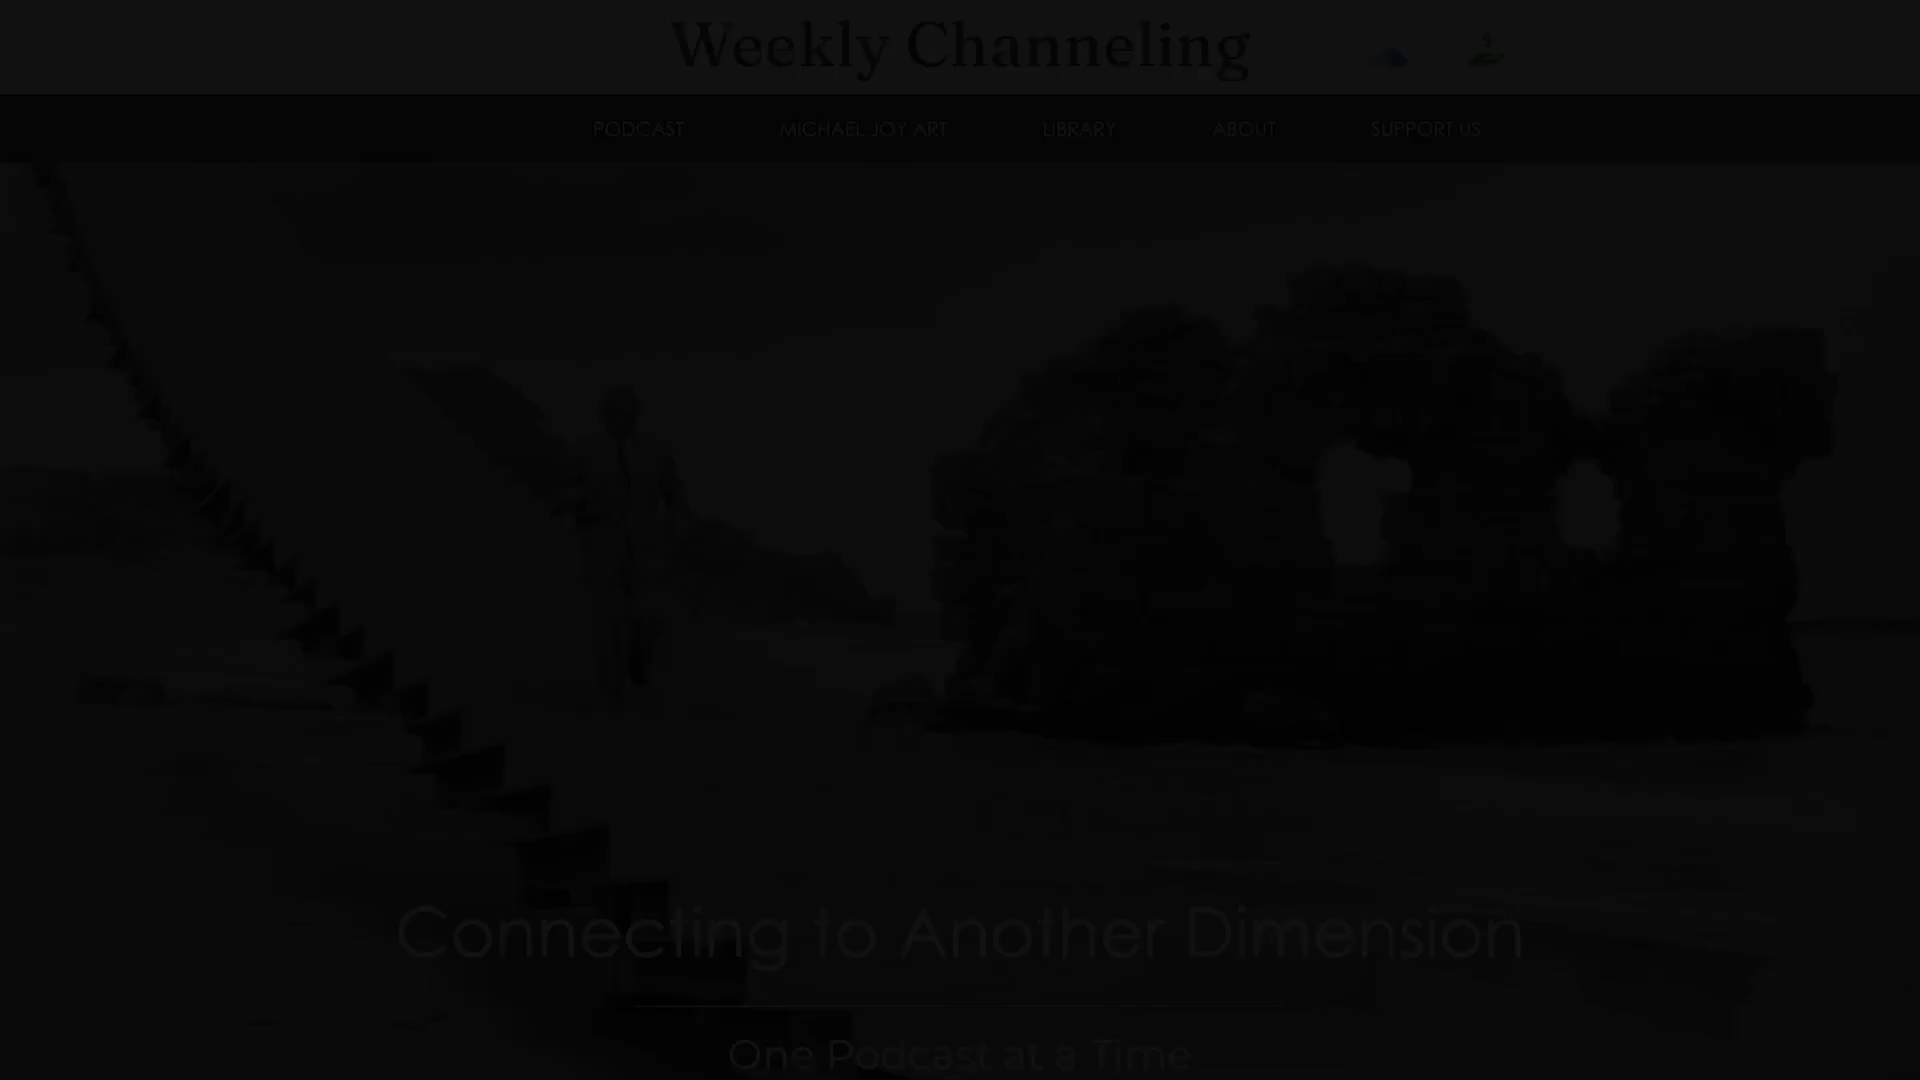 Weekly Channeling
PODCAST MICHAEL JOY ART LIBRARY ABOUT SUPPORT US
Connecting to Another Dimension
One Podcast at a Time